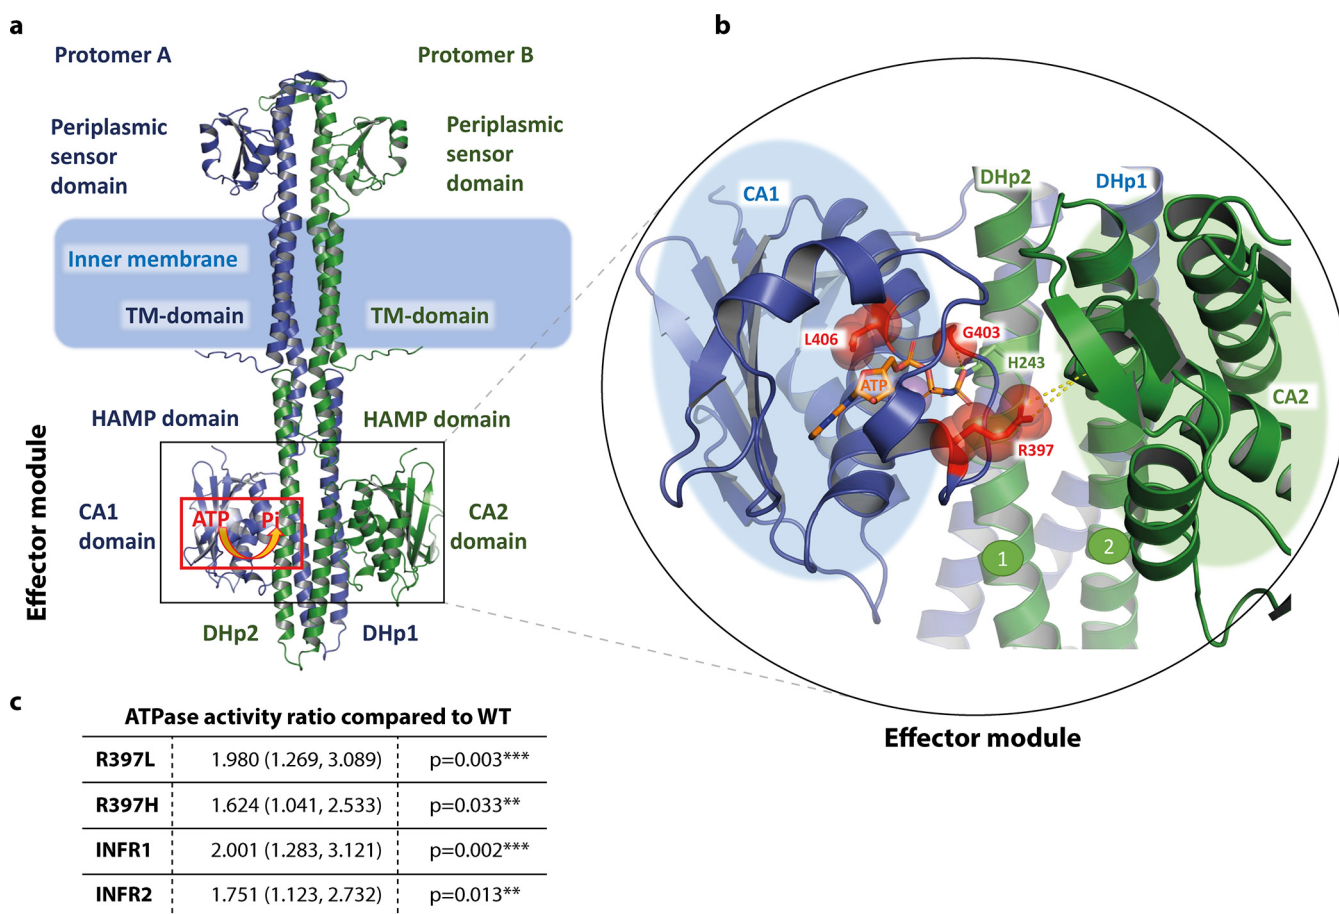 a
Protomer A
Protomer B
Periplasmic
sensor
domain
Periplasmic
sensor
domain
Inner membrane
TM-domain
TM-domain
HAMP domain
HAMP domain
Effector module
CA1
domain
ATP
Pi
CA2
domain
DHp2
DHp1
b
CA1
DHp2
DHp1
L406
G403
H243
ATP
R397
CA2
1
2
Effector module
c
ATPase activity ratio compared to WT
R397L 1.980 (1.269, 3.089) p=0.003***
R397H 1.624 (1.041, 2.533) p=0.033**
INFR1 2.001 (1.283, 3.121) p=0.002***
INFR2 1.751 (1.123, 2.732) p=0.013**